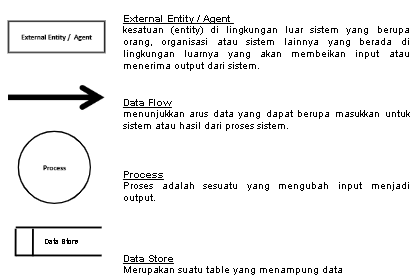 External Entity / Agent
External Entity / Agent
kesatuan (entity) di lingkungan luar sistem yang berupa
orang, organisasi atau sistem lainnya yang berada di
lingkungan luarnya yang akan membeikan input atau
menerima output dari sistem.
Data Flow
menunjukkan arus data yang dapat berupa masukkan untuk
sistem atau hasil dari proses sistem.
Process
Process
Proses adalah sesuatu yang mengubah input menjadi
output.
Data Store
Data Store
Merupakan suatu table yang menampung data